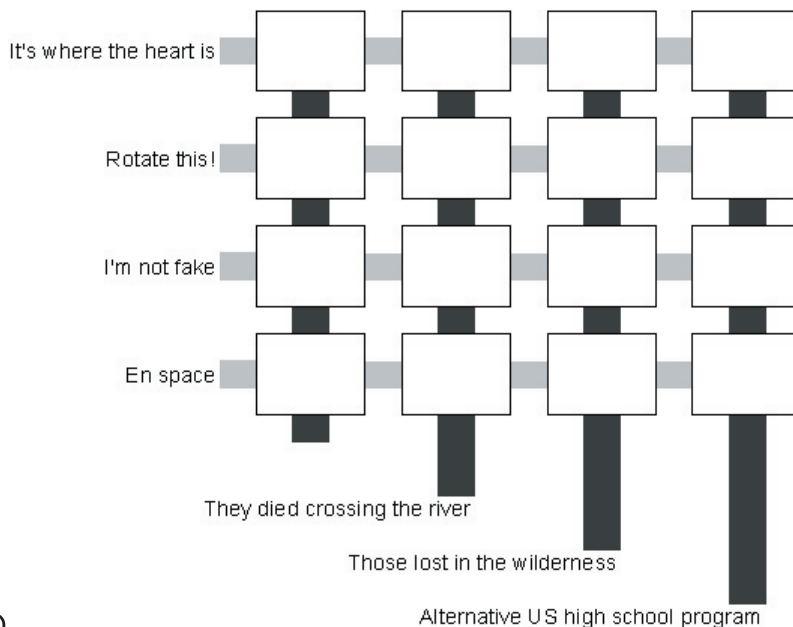 It's where the heart is
Rotate this!
I'm not fake
En space
They died crossing the river
Those lost in the wilderness
Alternative US high school program